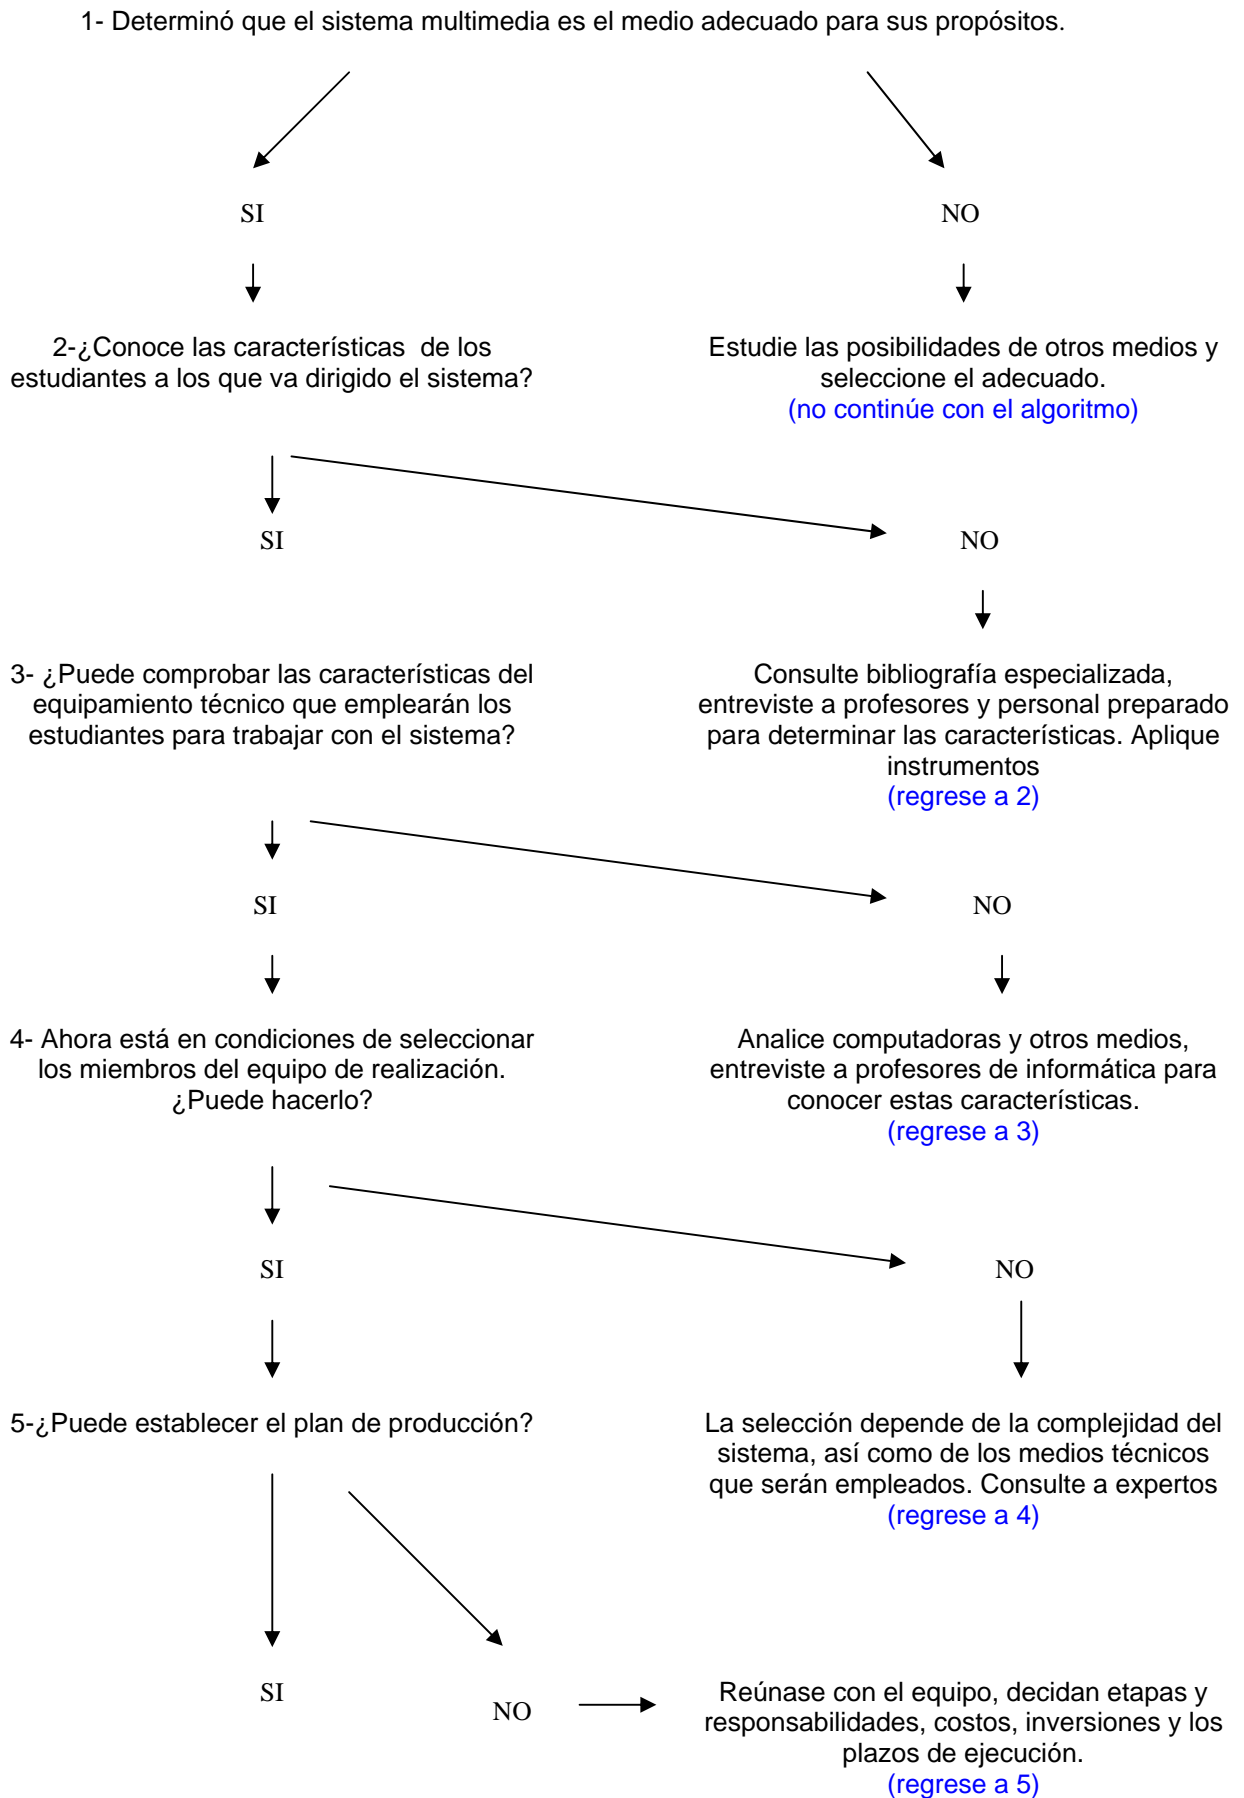 1- Determinó que el sistema multimedia es el medio adecuado para sus propósitos.
SI
NO
2-¿Conoce las características  de los
estudiantes a los que va dirigido el sistema?
Estudie las posibilidades de otros medios y
seleccione el adecuado.
(no continúe con el algoritmo)
SI
NO
3- ¿Puede comprobar las características del
equipamiento técnico que emplearán los
estudiantes para trabajar con el sistema?
Consulte bibliografía especializada,
entreviste a profesores y personal preparado
para determinar las características. Aplique
instrumentos
(regrese a 2)
SI
NO
4- Ahora está en condiciones de seleccionar
los miembros del equipo de realización.
¿Puede hacerlo?
Analice computadoras y otros medios,
entreviste a profesores de informática para
conocer estas características.
(regrese a 3)
SI
NO
5-¿Puede establecer el plan de producción?
La selección depende de la complejidad del
sistema, así como de los medios técnicos
que serán empleados. Consulte a expertos
(regrese a 4)
SI
NO
Reúnase con el equipo, decidan etapas y
responsabilidades, costos, inversiones y los
plazos de ejecución.
(regrese a 5)